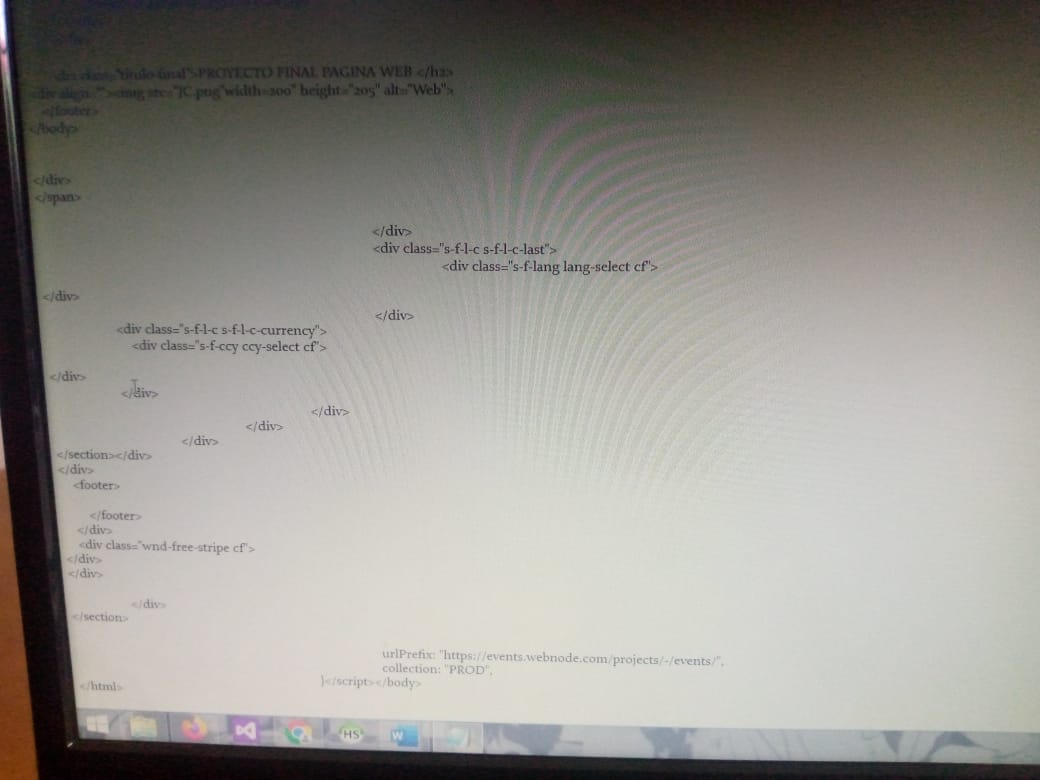 class="titulo final">PROYECTO FINAL PAGINA WEB </h2>
<div align=""><img src="JC.png"width=200" height="205" alt="Web">
</footer>
</body>
</div>
</span>
</div>
<div class="s-f-l-c s-f-l-c-last">
<div class="s-f-lang lang-select cf">
</div>
</div>
<div class="s-f-l-c s-f-l-c-currency">
<div class="s-f-ccy ccy-select cf">
</div>
</div>
</div>
</div>
</div>
</section></div>
</div>
<footer>
</footer>
</div>
<div class="wnd-free-stripe cf">
</div>
</div>
</div>
</section>
urlPrefix: "https://events.webnode.com/projects/-/events/",
collection: "PROD",
}</script></body>
</html>
HS
W